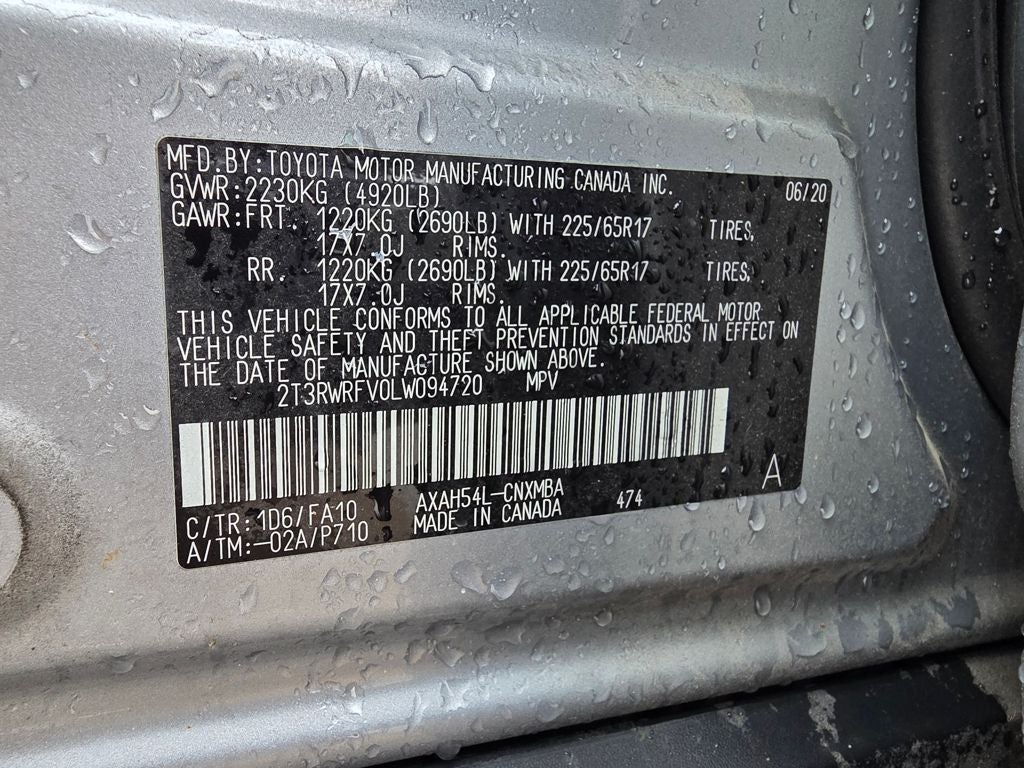 MFD.BY:TOYOTA MOTOR MANUFACTURING CANADA INC. 06/20
GVWR:2230KG (4920LB)
GAWR:FRT. 1220KG (2690LB) WITH 225/65R17 TIRES,
17X7.0J RIMS.
RR. 1220KG (2690LB) WITH 225/65R17 TIRES,
17X7.0J RIMS.
THIS VEHICLE CONFORMS TO ALL APPLICABLE FEDERAL MOTOR
VEHICLE SAFETY AND THEFT PREVENTION STANDARDS IN EFFECT ON
THE DATE OF MANUFACTURE SHOWN ABOVE.
2T3RWRFV0LW094720 MPV
A
C/TR:1D6/FA10 AXAH54L-CNXMBA 474
A/TM:-02A/P710 MADE IN CANADA